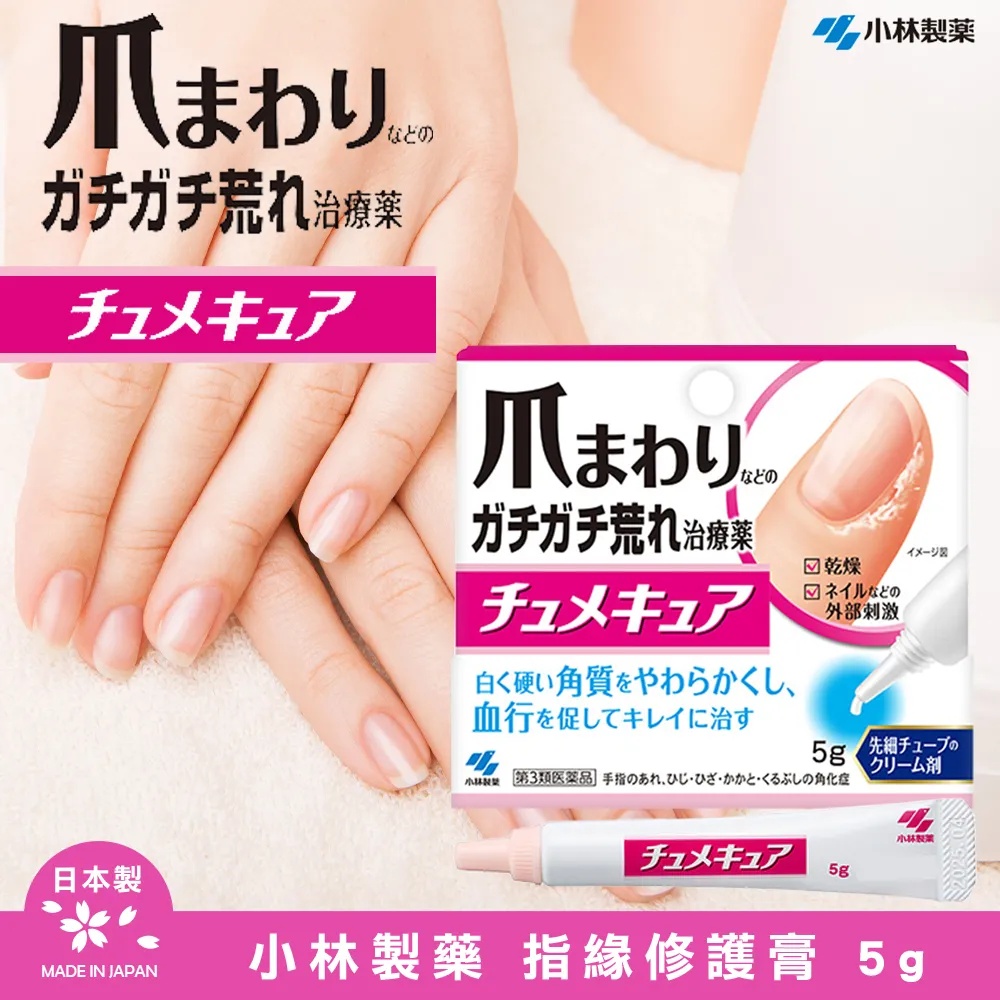 小林製薬
爪まわりなどの
ガチガチ荒れ治療薬
チュメキュア
爪まわりなどの
ガチガチ荒れ治療薬
チュメキュア
イメージ図
乾燥
ネイルなどの
外部刺激
白く硬い角質をやわらかくし、
血行を促してキレイに治す
5g
先細チューブの
クリーム剤
小林製薬
第3類医薬品
手指のあれ、ひじ・ひざ・かかと・くるぶしの角化症
チュメキュア
5g
小林製薬
2025.04
日本製
MADE IN JAPAN
小林製藥 指緣修護膏 5g